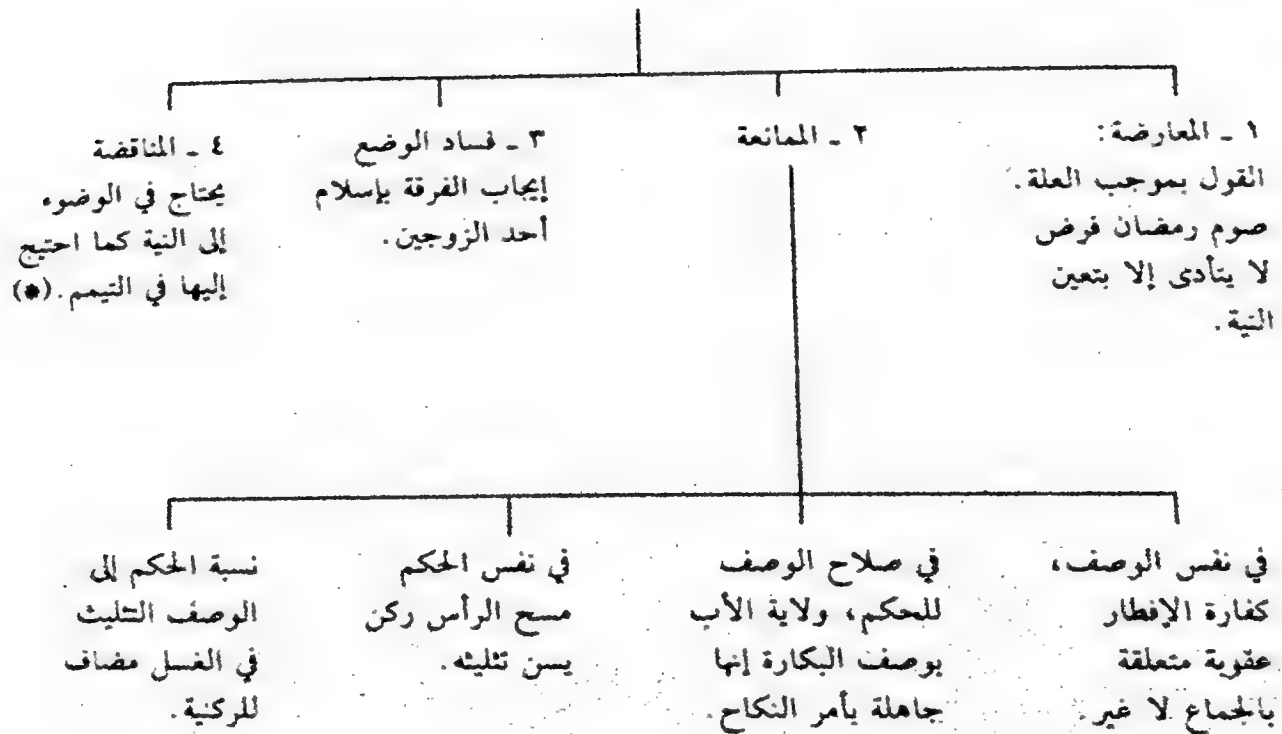 ١ - المعارضة:
القول بموجب العلة.
صوم رمضان فرض
لا يتأدى إلا بتعين
النية.
٢ - الممانعة
٣ - فساد الوضع
إيجاب الفرقة بإسلام
أحد الزوجين.
٤ - المناقضة
يحتاج في الوضوء
إلى النية كما احتيج
إليها في التيمم. (*)
في نفس الوصف،
كفارة الإفطار
عقوبة متعلقة
بالجماع لا غير.
في صلاح الوصف
للحكم، ولاية الأب
بوصف البكارة إنها
جاهلة بأمر النكاح.
في نفس الحكم
مسح الرأس ركن
يسن تثليثه.
نسبة الحكم إلى
الوصف التثليث
في الغسل مضاف
للركنية.